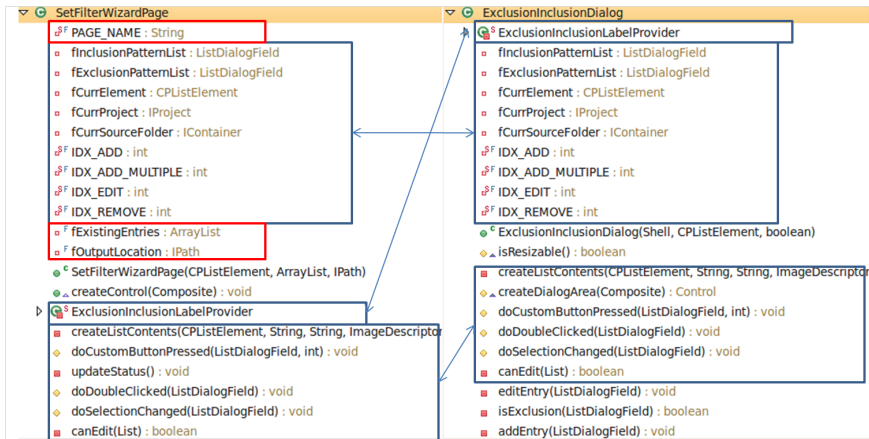 SetFilterWizardPage
S F PAGE_NAME : String
fInclusionPatternList : ListDialogField
fExclusionPatternList : ListDialogField
fCurrElement : CPListElement
fCurrProject : IProject
fCurrSourceFolder : IContainer
S F IDX_ADD : int
S F IDX_ADD_MULTIPLE : int
S F IDX_EDIT : int
S F IDX_REMOVE : int
F fExistingEntries : ArrayList
F fOutputLocation : IPath
C SetFilterWizardPage(CPListElement, ArrayList, IPath)
createControl(Composite) : void
S ExclusionInclusionLabelProvider
createListContents(CPListElement, String, String, ImageDescriptor
doCustomButtonPressed(ListDialogField, int) : void
updateStatus() : void
doDoubleClicked(ListDialogField) : void
doSelectionChanged(ListDialogField) : void
canEdit(List) : boolean
ExclusionInclusionDialog
S ExclusionInclusionLabelProvider
fInclusionPatternList : ListDialogField
fExclusionPatternList : ListDialogField
fCurrElement : CPListElement
fCurrProject : IProject
fCurrSourceFolder : IContainer
S F IDX_ADD : int
S F IDX_ADD_MULTIPLE : int
S F IDX_EDIT : int
S F IDX_REMOVE : int
C ExclusionInclusionDialog(Shell, CPListElement, boolean)
isResizable() : boolean
createListContents(CPListElement, String, String, ImageDescriptor
createDialogArea(Composite) : Control
doCustomButtonPressed(ListDialogField, int) : void
doDoubleClicked(ListDialogField) : void
doSelectionChanged(ListDialogField) : void
canEdit(List) : boolean
editEntry(ListDialogField) : void
isExclusion(ListDialogField) : boolean
addEntry(ListDialogField) : void